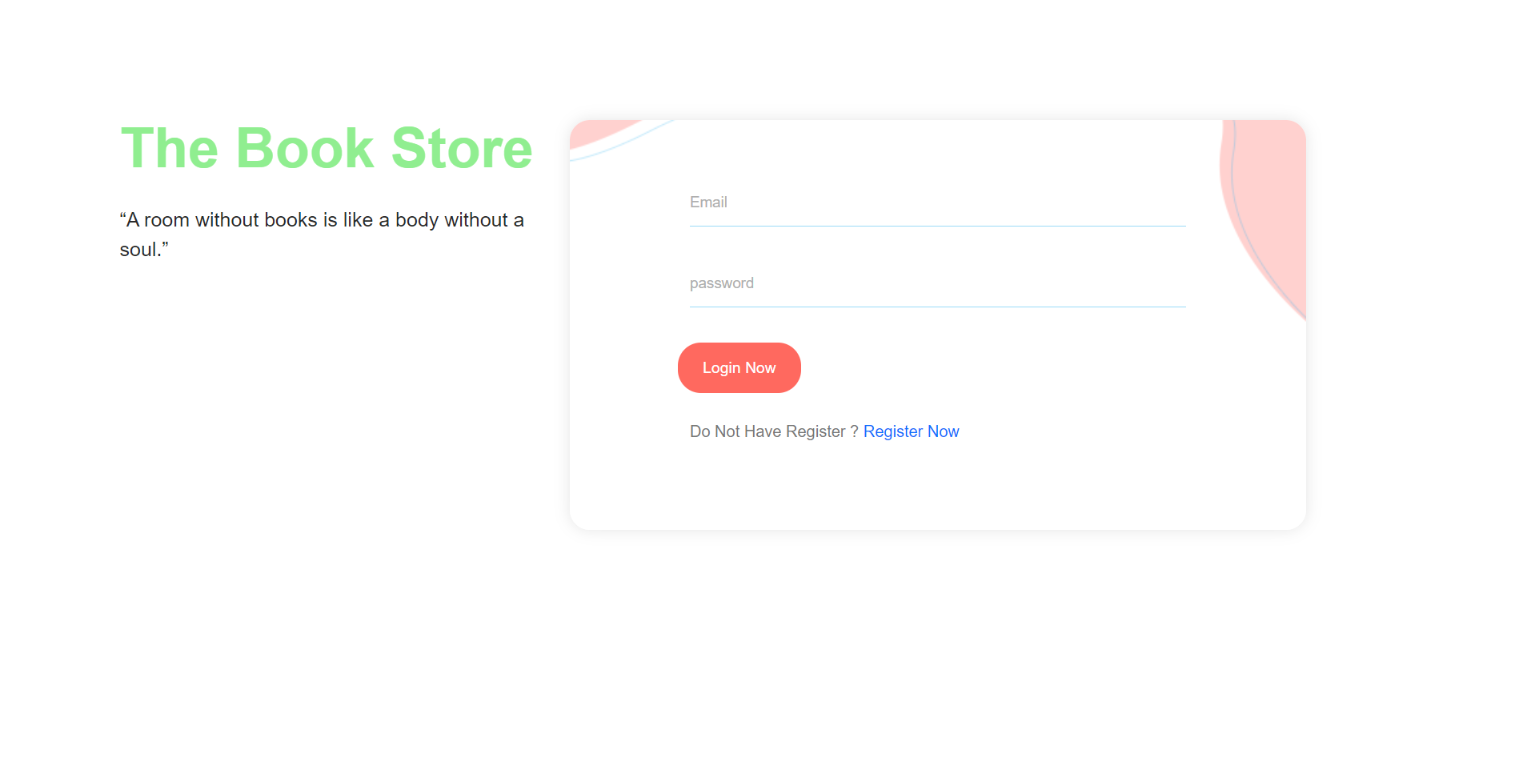 The Book Store
“A room without books is like a body without a
soul.”
Email
password
Login Now
Do Not Have Register ? Register Now